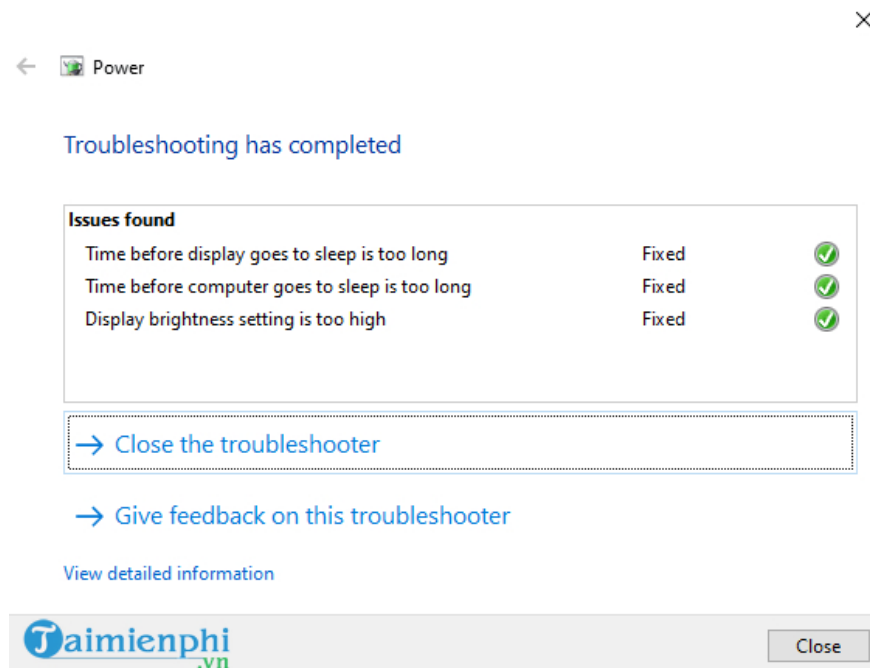 Power
Troubleshooting has completed
Issues found
Time before display goes to sleep is too long Fixed
Time before computer goes to sleep is too long Fixed
Display brightness setting is too high Fixed
Close the troubleshooter
Give feedback on this troubleshooter
View detailed information
Taimienphi
.vn
Close